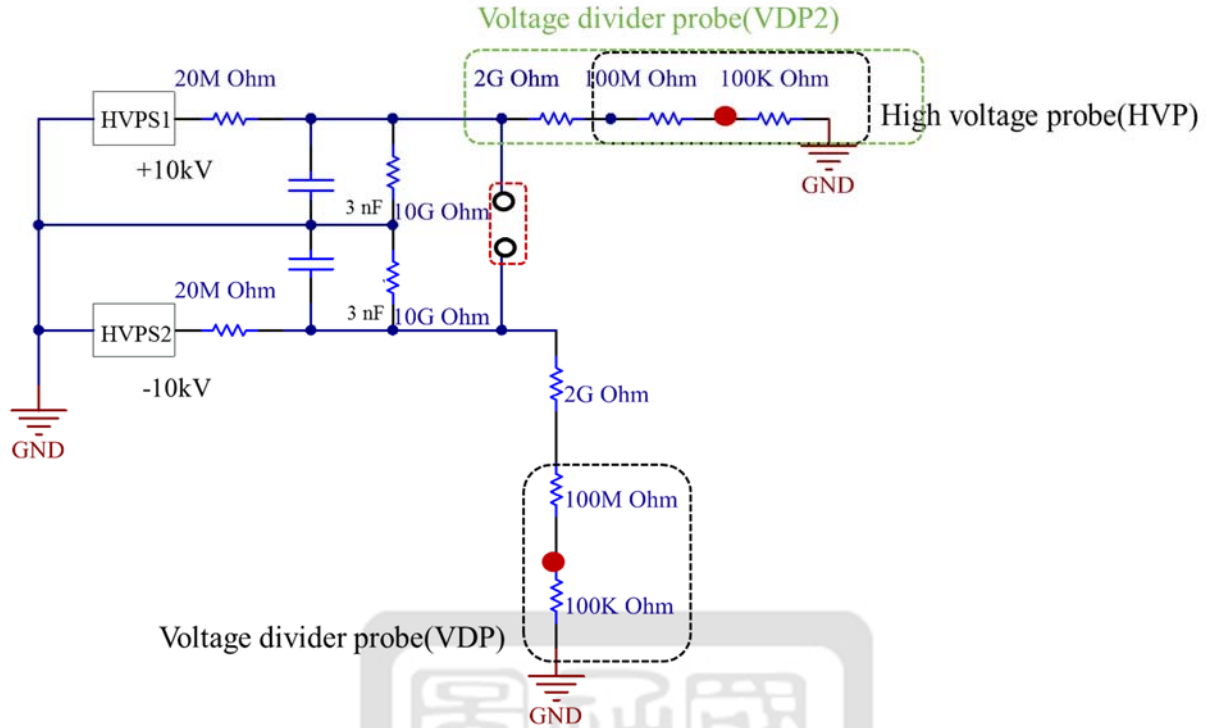 Voltage divider probe(VDP2)
20M Ohm
2G Ohm
100M Ohm
100K Ohm
HVPS1
High voltage probe(HVP)
+10kV
GND
3 nF
10G Ohm
20M Ohm
3 nF
10G Ohm
HVPS2
-10kV
2G Ohm
GND
100M Ohm
100K Ohm
Voltage divider probe(VDP)
GND